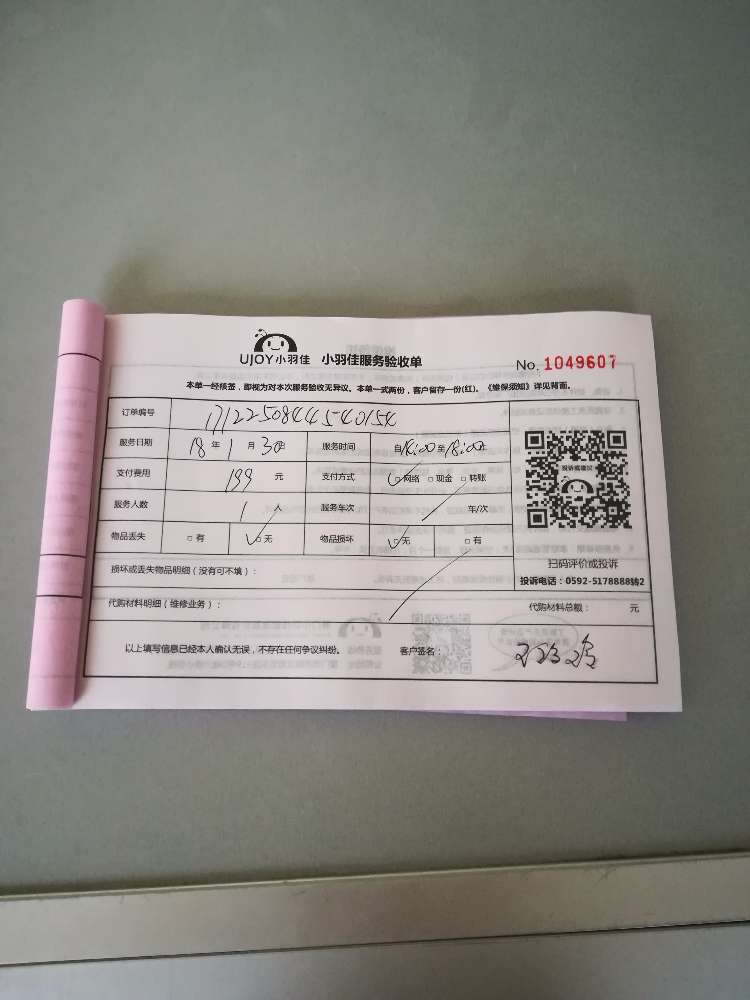 UJOY小羽佳 小羽佳服务验收单 No. 1049607
本单一经核签，即视为对本次服务验收无异议。本单一式两份，客户留存一份(红)。《维保须知》详见背面。
订单编号 1712250844540154
服务日期 18 年 1 月 30 日 服务时间 自14:00至18:00止
支付费用 199 元 支付方式 ☑网络 □现金 □转账
服务人数 1 人 服务车次 车/次
物品丢失 □有 ☑无 物品损坏 ☑无 □有
投诉或建议
扫码评价或投诉
投诉电话：0592-5178888转2
损坏或丢失物品明细（没有可不填）：
代购材料明细（维修业务）： 代购材料总额： 元
以上填写信息已经本人确认无误，不存在任何争议纠纷。 客户签名：